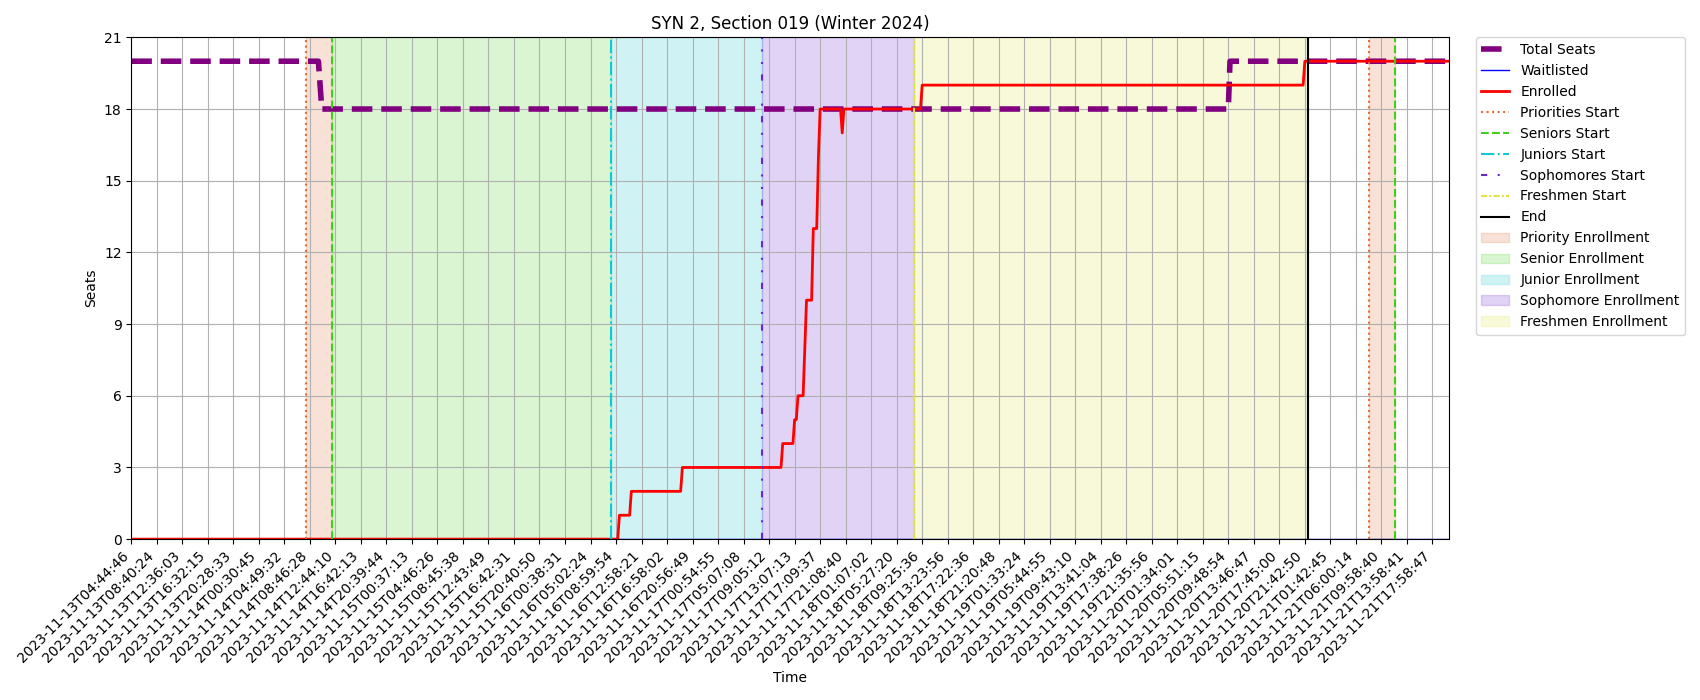 SYN 2, Section 019 (Winter 2024)
21
18
15
12
9
6
3
0
Seats
2023-11-13T04:44:46
2023-11-13T08:40:24
2023-11-13T12:36:03
2023-11-13T16:32:15
2023-11-13T20:28:33
2023-11-14T00:30:45
2023-11-14T04:49:32
2023-11-14T08:46:28
2023-11-14T12:44:10
2023-11-14T16:42:13
2023-11-14T20:39:44
2023-11-15T00:37:13
2023-11-15T04:46:26
2023-11-15T08:45:38
2023-11-15T12:43:49
2023-11-15T16:42:31
2023-11-15T20:40:50
2023-11-16T00:38:31
2023-11-16T05:02:24
2023-11-16T08:59:54
2023-11-16T12:58:21
2023-11-16T16:58:02
2023-11-16T20:56:49
2023-11-17T00:54:55
2023-11-17T05:07:08
2023-11-17T09:05:12
2023-11-17T13:07:13
2023-11-17T17:09:37
2023-11-17T21:08:40
2023-11-18T01:07:02
2023-11-18T05:27:20
2023-11-18T09:25:36
2023-11-18T13:23:56
2023-11-18T17:22:36
2023-11-18T21:20:48
2023-11-19T01:33:24
2023-11-19T05:44:55
2023-11-19T09:43:10
2023-11-19T13:41:04
2023-11-19T17:38:26
2023-11-19T21:35:56
2023-11-20T01:34:01
2023-11-20T05:51:15
2023-11-20T09:48:54
2023-11-20T13:46:47
2023-11-20T17:45:00
2023-11-20T21:42:50
2023-11-21T01:42:45
2023-11-21T06:00:14
2023-11-21T09:58:40
2023-11-21T13:58:41
2023-11-21T17:58:47
Time
Total Seats
Waitlisted
Enrolled
Priorities Start
Seniors Start
Juniors Start
Sophomores Start
Freshmen Start
End
Priority Enrollment
Senior Enrollment
Junior Enrollment
Sophomore Enrollment
Freshmen Enrollment